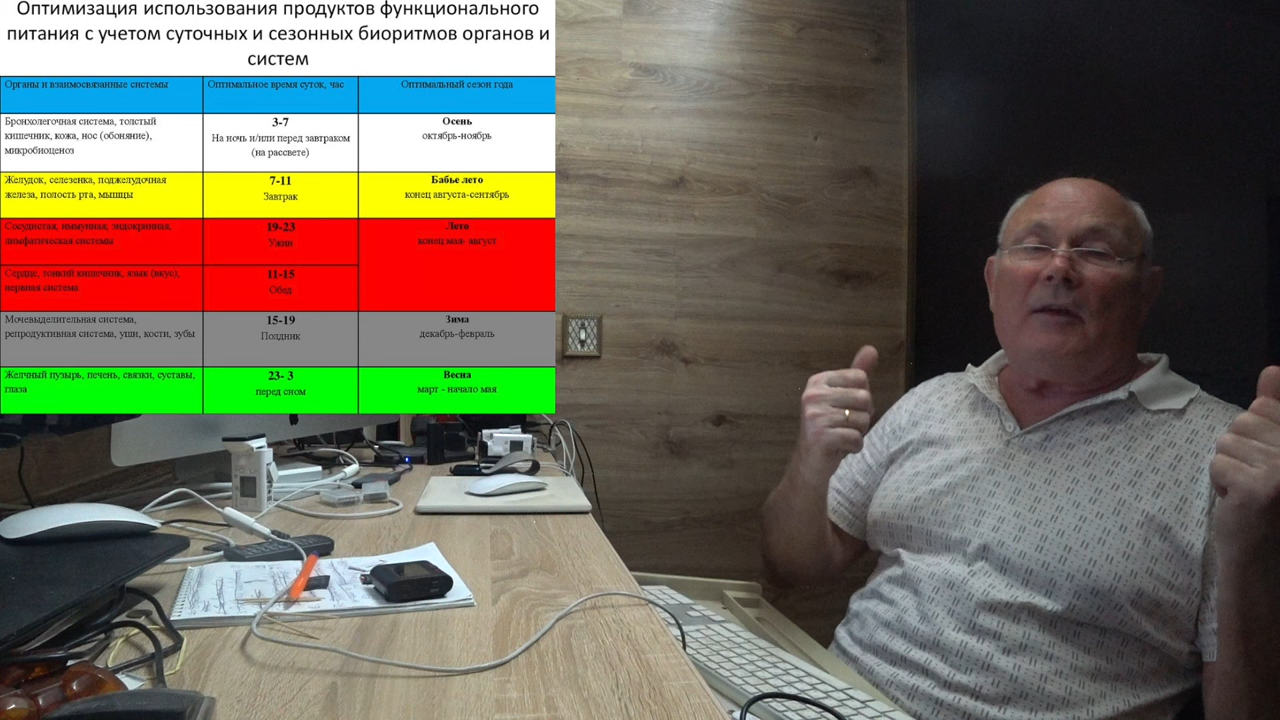 Оптимизация использования продуктов функционального
питания с учетом суточных и сезонных биоритмов органов и
систем
Органы и взаимосвязанные системы
Оптимальное время суток, час
Оптимальный сезон года
Бронхолегочная система, толстый
кишечник, кожа, нос (обоняние),
микробиоценоз
3-7
На ночь и/или перед завтраком
(на рассвете)
Осень
октябрь-ноябрь
Желудок, селезенка, поджелудочная
железа, полость рта, мышцы
7-11
Завтрак
Бабье лето
конец августа-сентябрь
Сосудистая, иммунная, эндокринная,
лимфатическая системы
19-23
Ужин
Лето
конец мая- август
Сердце, тонкий кишечник, язык (вкус),
нервная система
11-15
Обед
Мочевыделительная система,
репродуктивная система, уши, кости, зубы
15-19
Полдник
Зима
декабрь-февраль
Желчный пузырь, печень, связки, суставы,
глаза
23- 3
перед сном
Весна
март - начало мая